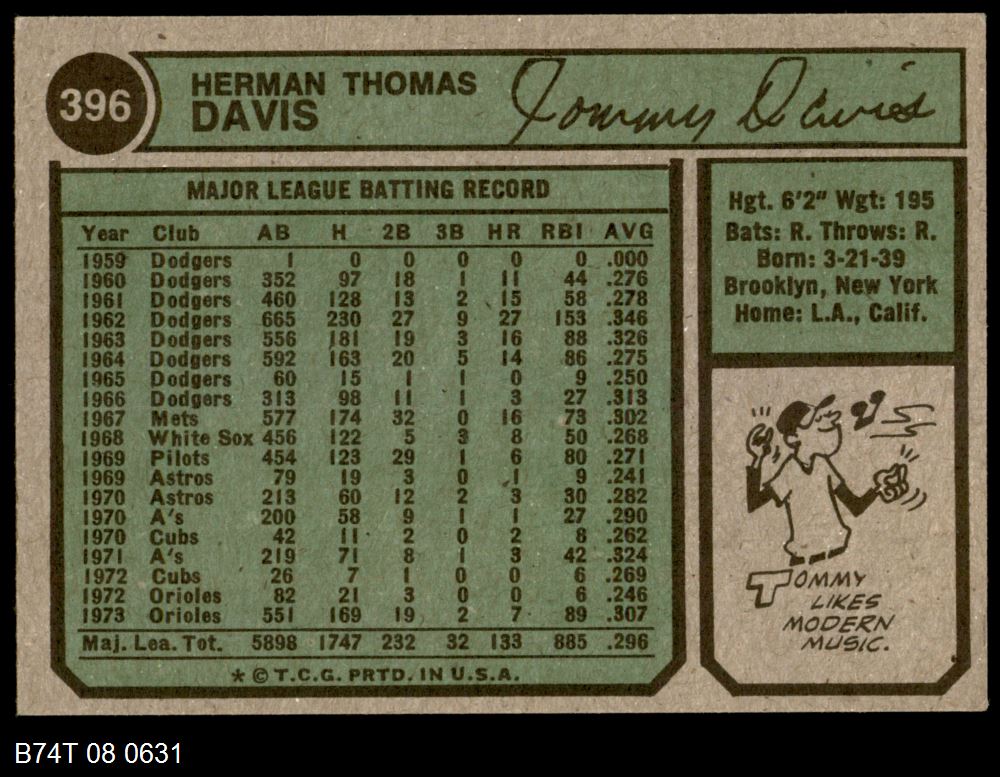 396
HERMAN THOMAS
DAVIS
Tommy Davis
MAJOR LEAGUE BATTING RECORD
Year Club AB H 2B 3B HR RBI AVG
1959 Dodgers 1 0 0 0 0 0 .000
1960 Dodgers 352 97 18 1 11 44 .276
1961 Dodgers 460 128 13 2 15 58 .278
1962 Dodgers 665 230 27 9 27 153 .346
1963 Dodgers 556 181 19 3 16 88 .326
1964 Dodgers 592 163 20 5 14 86 .275
1965 Dodgers 60 15 1 1 0 9 .250
1966 Dodgers 313 98 11 1 3 27 .313
1967 Mets 577 174 32 0 16 73 .302
1968 White Sox 456 122 5 3 8 50 .268
1969 Pilots 454 123 29 1 6 80 .271
1969 Astros 79 19 3 0 1 9 .241
1970 Astros 213 60 12 2 3 30 .282
1970 A's 200 58 9 1 1 27 .290
1970 Cubs 42 11 2 0 2 8 .262
1971 A's 219 71 8 1 3 42 .324
1972 Cubs 26 7 1 0 0 6 .269
1972 Orioles 82 21 3 0 0 6 .246
1973 Orioles 551 169 19 2 7 89 .307
Maj. Lea. Tot. 5898 1747 232 32 133 885 .296
* © T.C.G. PRTD. IN U.S.A.
Hgt. 6'2" Wgt: 195
Bats: R. Throws: R.
Born: 3-21-39
Brooklyn, New York
Home: L.A., Calif.
TOMMY
LIKES
MODERN
MUSIC.
B74T 08 0631